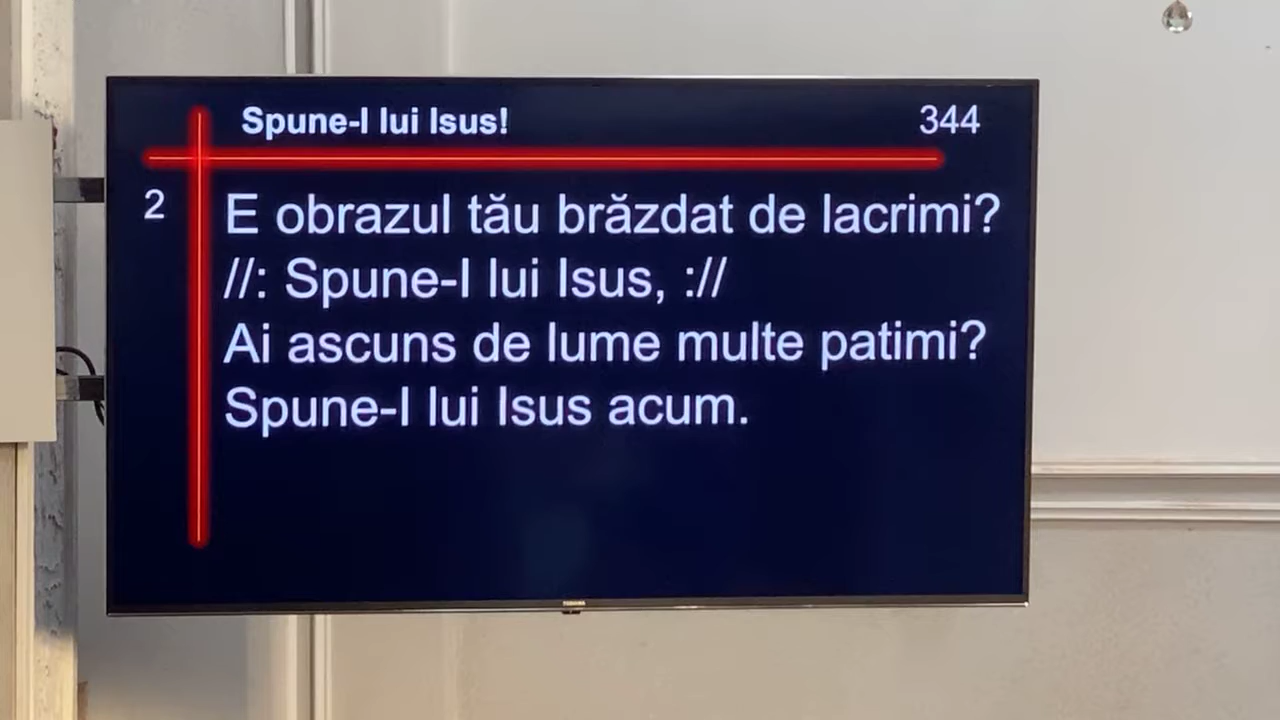 Spune-I lui Isus!
344
2
E obrazul tău brăzdat de lacrimi?
//: Spune-I lui Isus, ://
Ai ascuns de lume multe patimi?
Spune-I lui Isus acum.
TOSHIBA